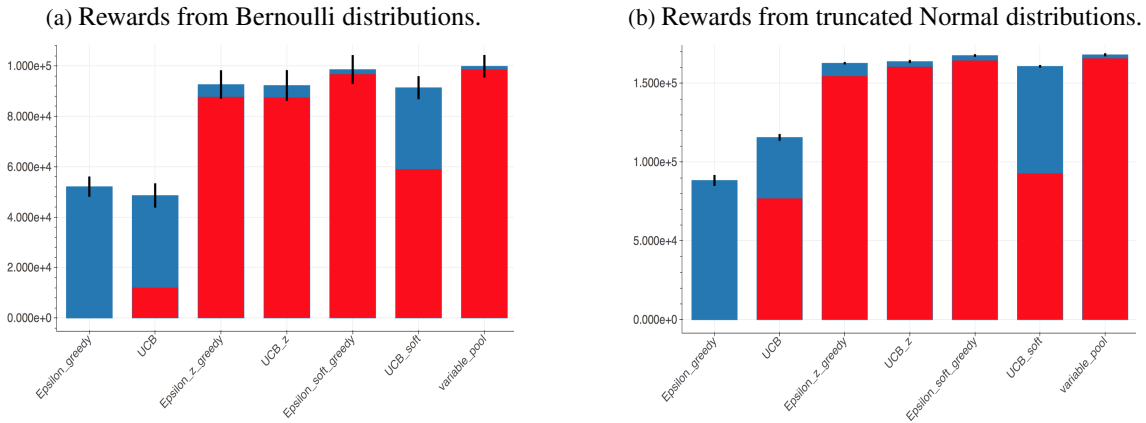 (a) Rewards from Bernoulli distributions.
1.000e+5
8.000e+4
6.000e+4
4.000e+4
2.000e+4
0.000e+0
Epsilon_greedy
UCB
Epsilon_z_greedy
UCB_z
Epsilon_soft_greedy
UCB_soft
variable_pool
(b) Rewards from truncated Normal distributions.
1.500e+5
1.000e+5
5.000e+4
0.000e+0
Epsilon_greedy
UCB
Epsilon_z_greedy
UCB_z
Epsilon_soft_greedy
UCB_soft
variable_pool